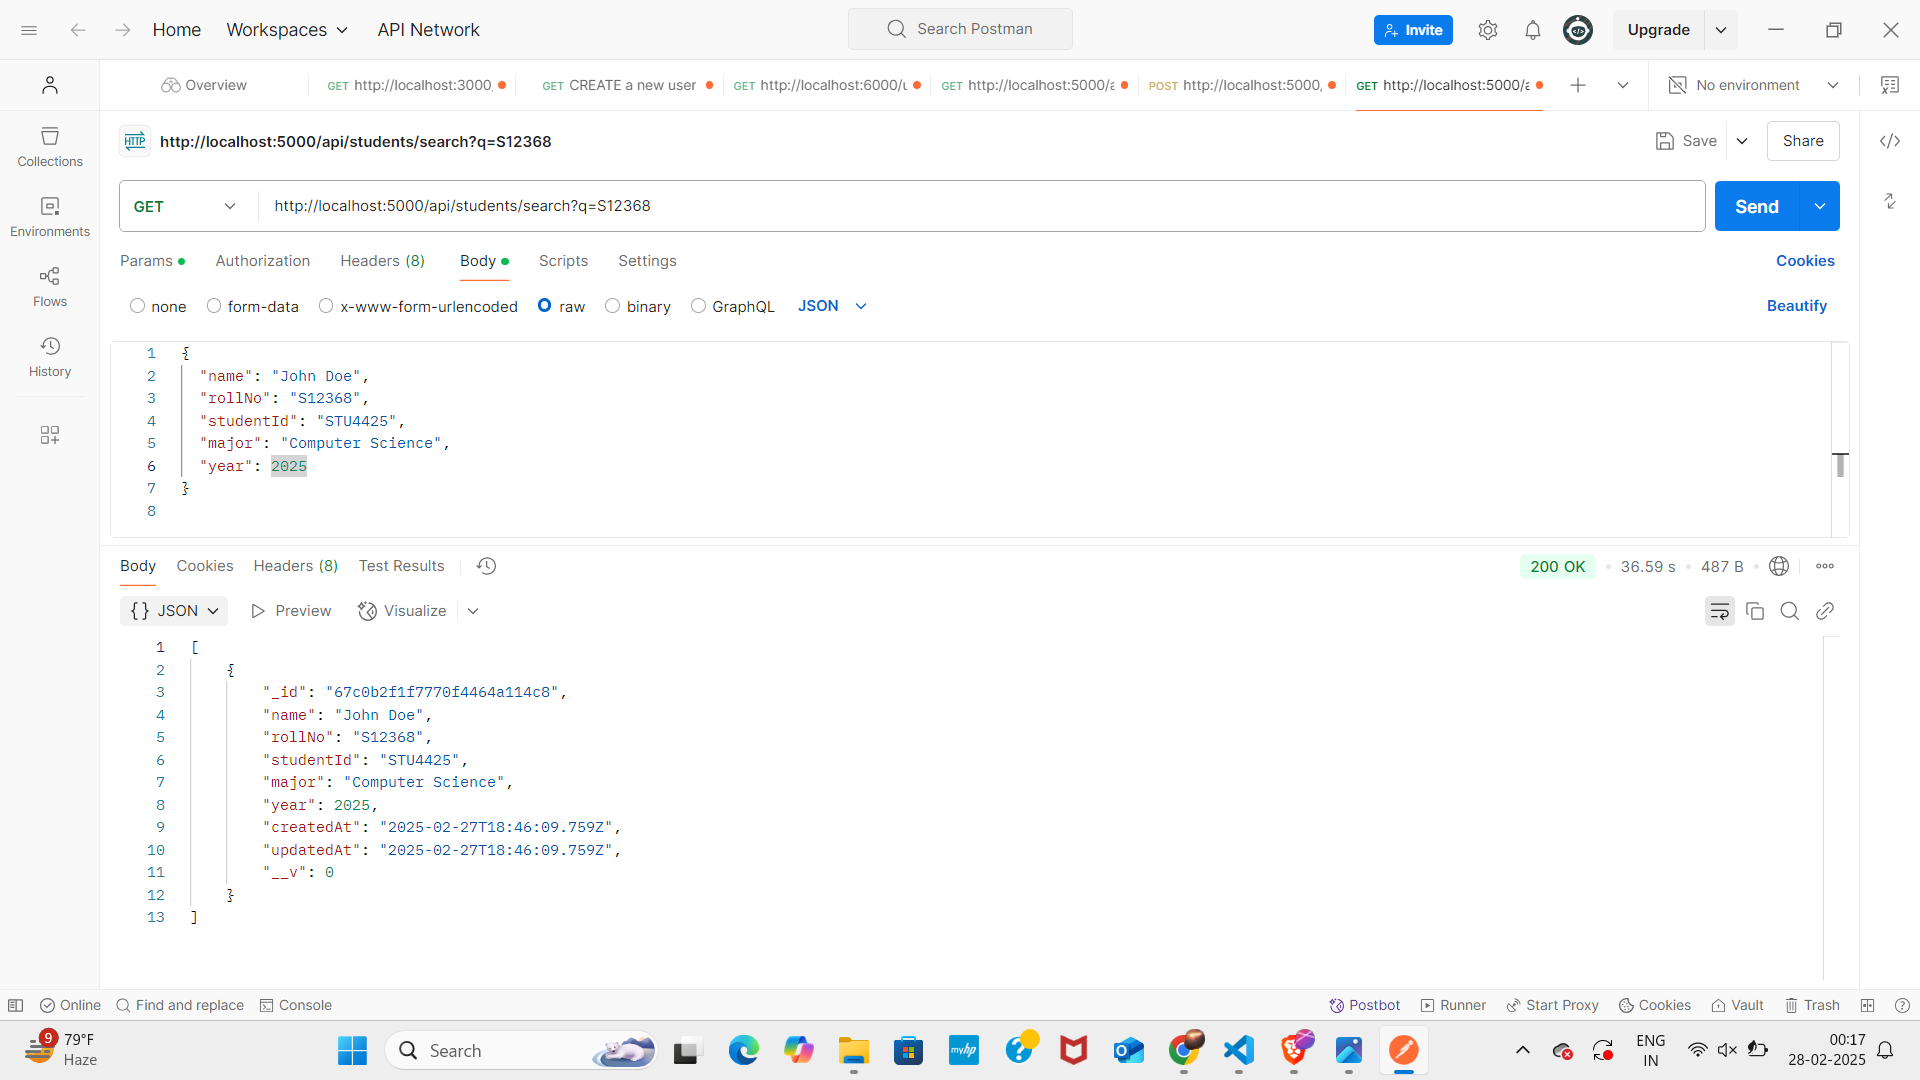 Home Workspaces API Network Search Postman Invite Upgrade
Overview GET http://localhost:3000, GET CREATE a new user GET http://localhost:6000/u GET http://localhost:5000/a POST http://localhost:5000, GET http://localhost:5000/a No environment
HTTP http://localhost:5000/api/students/search?q=S12368 Save Share
Collections
Environments
Flows
History
GET http://localhost:5000/api/students/search?q=S12368 Send
Params Authorization Headers (8) Body Scripts Settings Cookies
none form-data x-www-form-urlencoded raw binary GraphQL JSON Beautify
1 {
2 "name": "John Doe",
3 "rollNo": "S12368",
4 "studentId": "STU4425",
5 "major": "Computer Science",
6 "year": 2025
7 }
8
Body Cookies Headers (8) Test Results 200 OK 36.59 s 487 B
{} JSON Preview Visualize
1 [
2 {
3 "_id": "67c0b2f1f7770f4464a114c8",
4 "name": "John Doe",
5 "rollNo": "S12368",
6 "studentId": "STU4425",
7 "major": "Computer Science",
8 "year": 2025,
9 "createdAt": "2025-02-27T18:46:09.759Z",
10 "updatedAt": "2025-02-27T18:46:09.759Z",
11 "__v": 0
12 }
13 ]
Online Find and replace Console Postbot Runner Start Proxy Cookies Vault Trash
9 79°F
Haze
Search
myhp
ENG
IN
00:17
28-02-2025